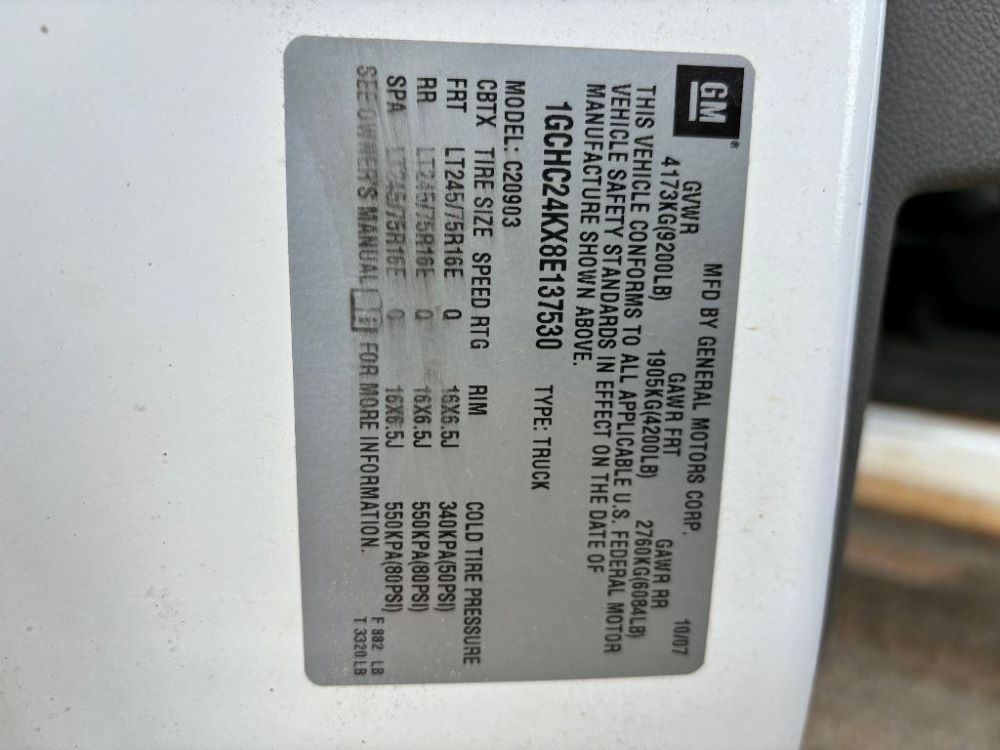 GM®
MFD BY GENERAL MOTORS CORP. 10/07
GVWR GAWR FRT GAWR RR
4173KG(9200LB) 1905KG(4200LB) 2760KG(6084LB)
THIS VEHICLE CONFORMS TO ALL APPLICABLE U.S. FEDERAL MOTOR
VEHICLE SAFETY STANDARDS IN EFFECT ON THE DATE OF
MANUFACTURE SHOWN ABOVE.
1GCHC24KX8E137530 TYPE: TRUCK
MODEL: C20903
CBTX TIRE SIZE SPEED RTG RIM COLD TIRE PRESSURE
FRT LT245/75R16E Q 16X6.5J 340KPA(50PSI)
RR LT245/75R16E Q 16X6.5J 550KPA(80PSI)
SPA LT245/75R16E Q 16X6.5J 550KPA(80PSI)
SEE OWNER'S MANUAL FOR MORE INFORMATION.
F 982 LB
T 3320 LB